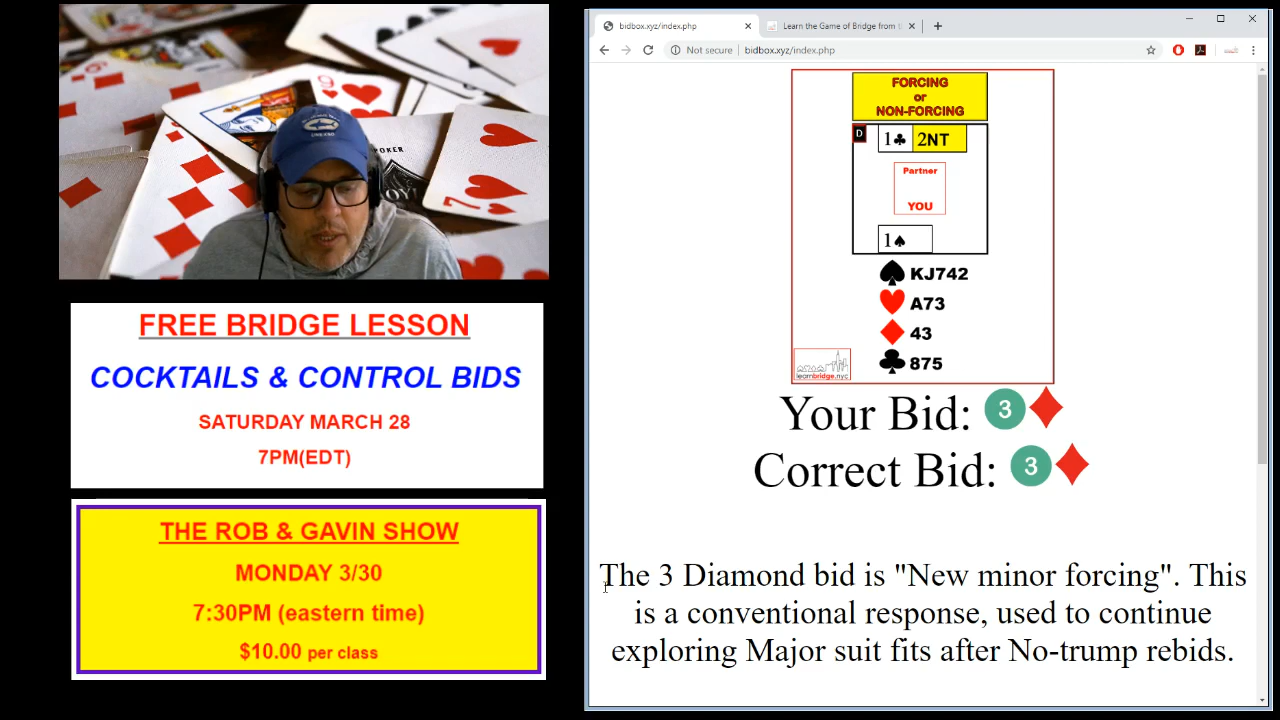 POKER
7
FREE BRIDGE LESSON
COCKTAILS & CONTROL BIDS
SATURDAY MARCH 28
7PM(EDT)
THE ROB & GAVIN SHOW
MONDAY 3/30
7:30PM (eastern time)
$10.00 per class
bidbox.xyz/index.php
Learn the Game of Bridge from t
Not secure | bidbox.xyz/index.php
FORCING
or
NON-FORCING
D
1♣ 2NT
Partner
YOU
1♠
♠ KJ742
♥ A73
♦ 43
♣ 875
learnbridge.nyc
Your Bid: 3♦
Correct Bid: 3♦
The 3 Diamond bid is "New minor forcing". This
is a conventional response, used to continue
exploring Major suit fits after No-trump rebids.